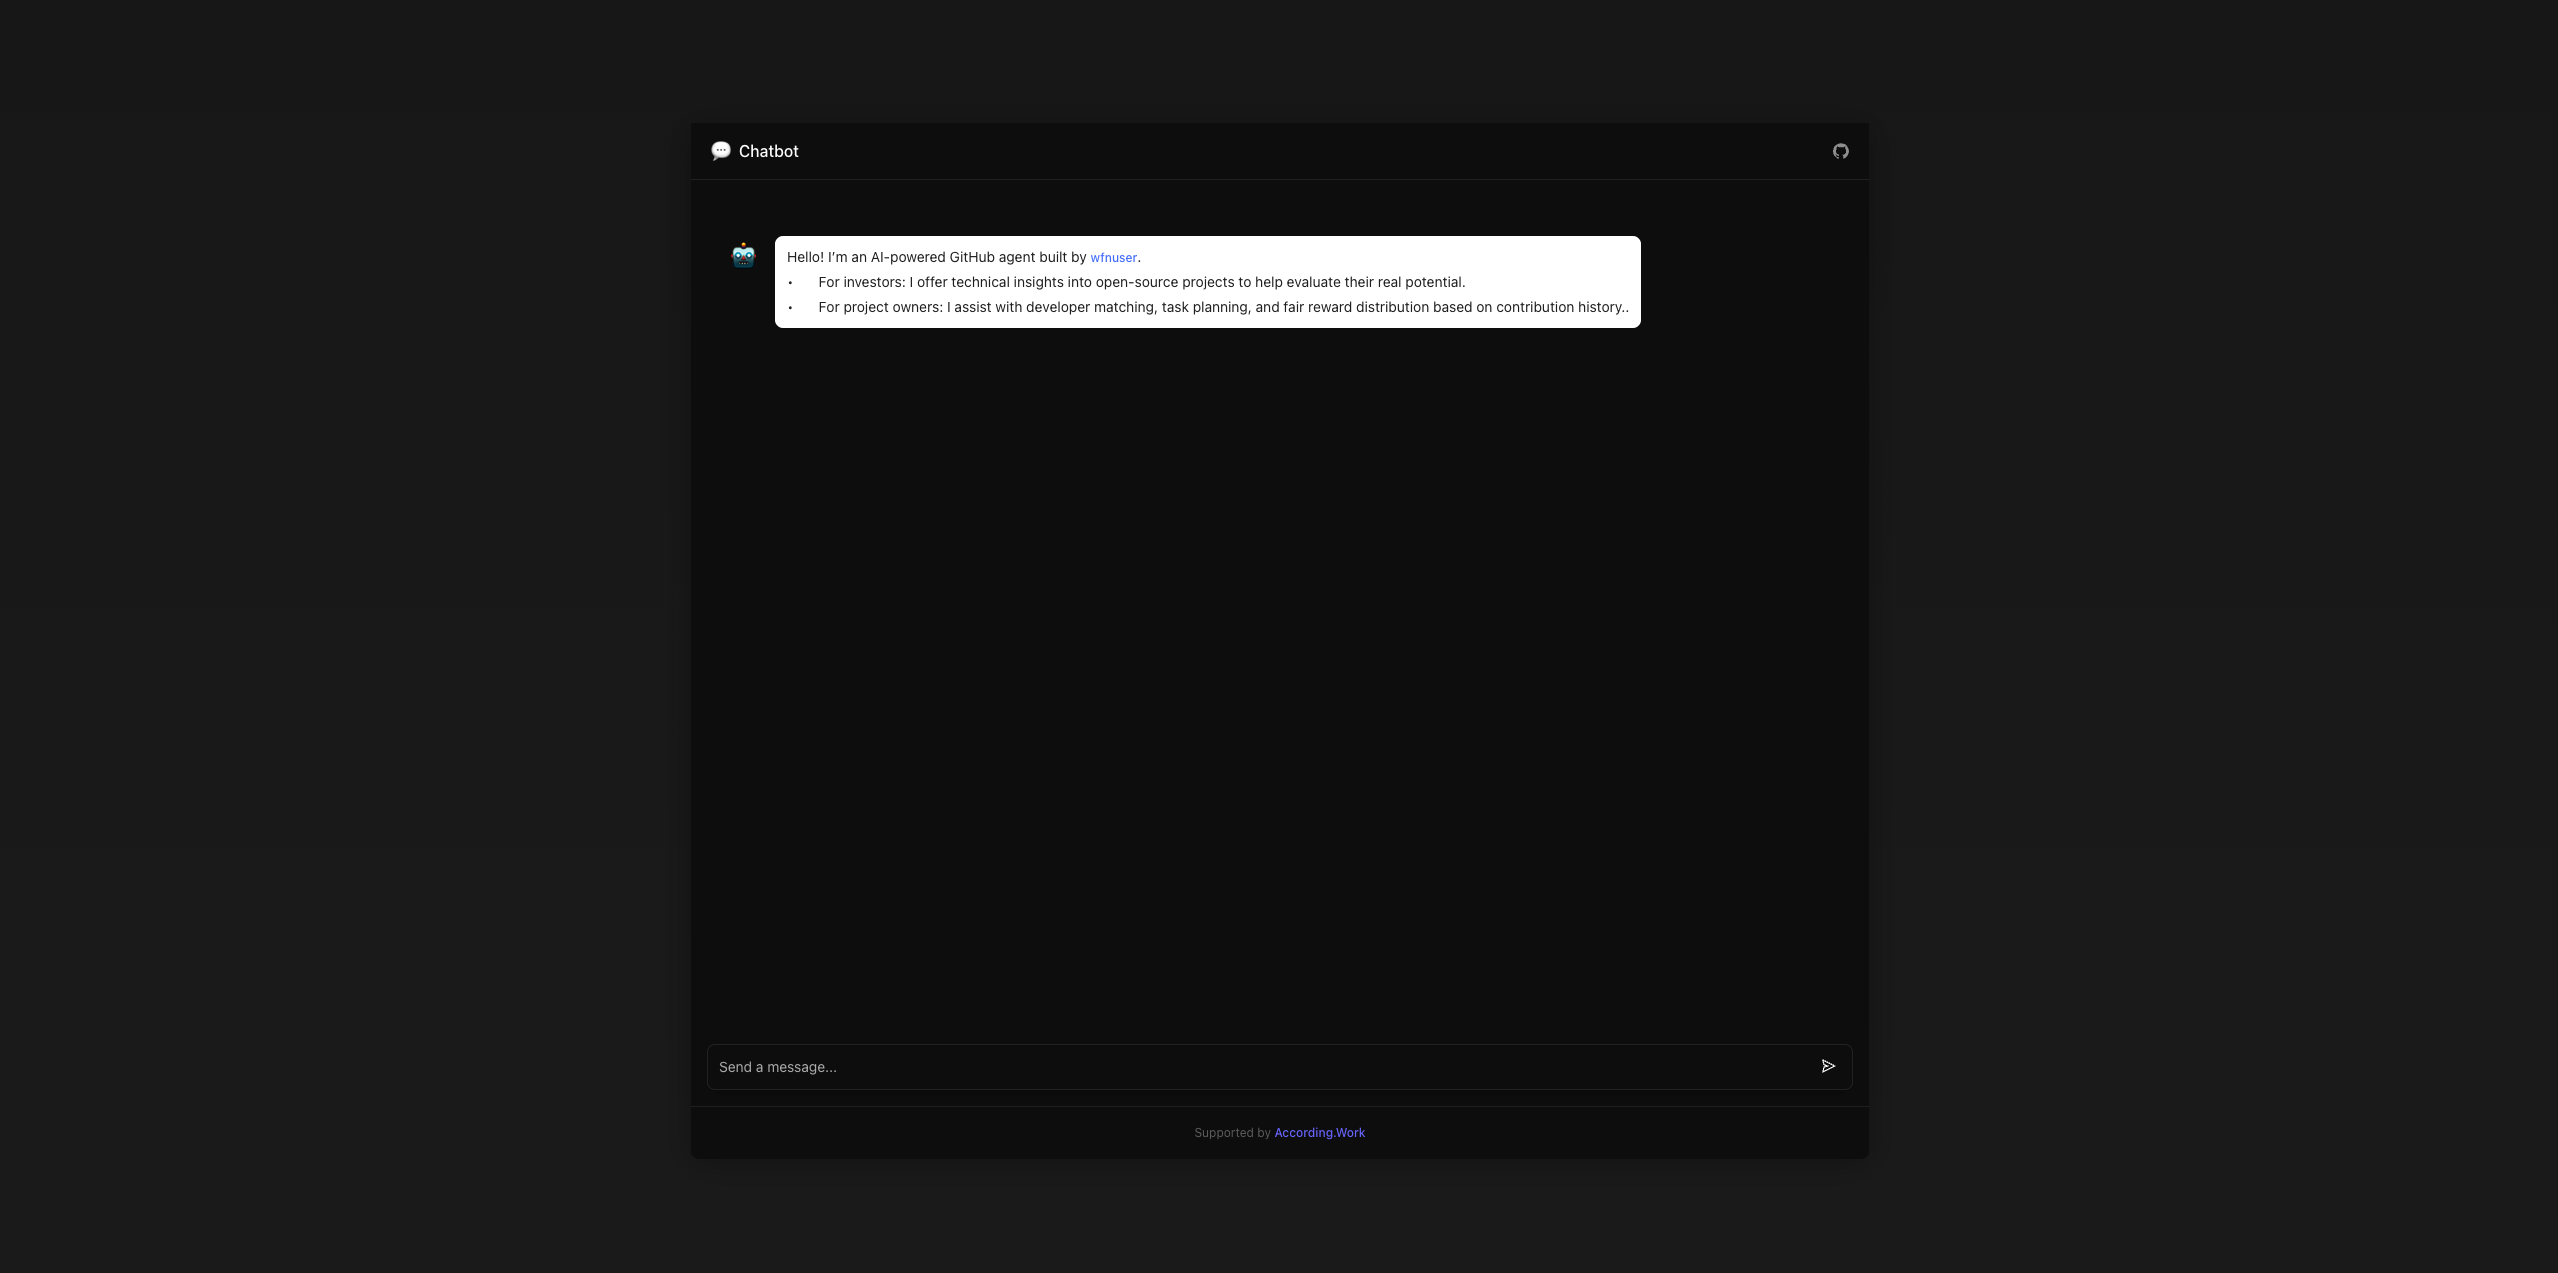 Chatbot
Hello! I'm an AI-powered GitHub agent built by wfnuser.
• For investors: I offer technical insights into open-source projects to help evaluate their real potential.
• For project owners: I assist with developer matching, task planning, and fair reward distribution based on contribution history..
Send a message...
Supported by According.Work